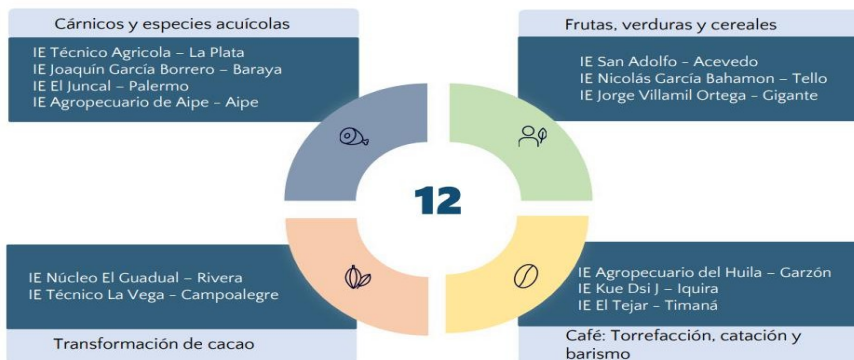 Cárnicos y especies acuícolas
IE Técnico Agricola – La Plata
IE Joaquín García Borrero – Baraya
IE El Juncal – Palermo
IE Agropecuario de Aipe – Aipe
Frutas, verduras y cereales
IE San Adolfo - Acevedo
IE Nicolás García Bahamon – Tello
IE Jorge Villamil Ortega – Gigante
12
IE Núcleo El Guadual – Rivera
IE Técnico La Vega - Campoalegre
Transformación de cacao
IE Agropecuario del Huila – Garzón
IE Kue Dsi J – Iquira
IE El Tejar – Timaná
Café: Torrefacción, catación y
barismo